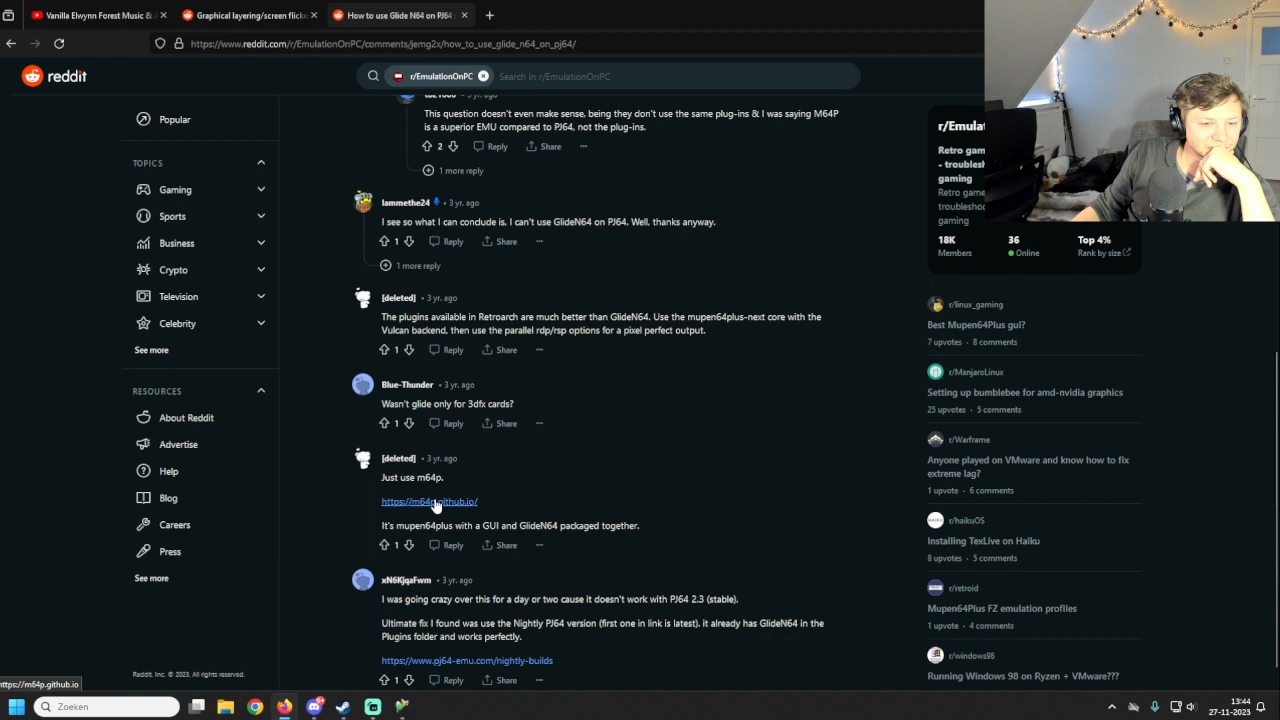 Vanilla Elwynn Forest Music & A
Graphical layering/screen flicke
How to use Glide N64 on PJ64 :
https://www.reddit.com/r/EmulationOnPC/comments/jemg2x/how_to_use_glide_n64_on_pj64/
reddit
r/EmulationOnPC
Search in r/EmulationOnPC
Popular
TOPICS
Gaming
Sports
Business
Crypto
Television
Celebrity
See more
RESOURCES
About Reddit
Advertise
Help
Blog
Careers
Press
See more
Reddit, Inc. © 2023. All rights reserved.
https://m64p.github.io
This question doesn't even make sense, being they don't use the same plug-ins & I was saying M64P
is a superior EMU compared to PJ64, not the plug-ins.
2 Reply Share ···
1 more reply
Iammethe24 • 3 yr. ago
I see so what I can conclude is, I can't use GlideN64 on PJ64. Well, thanks anyway.
1 Reply Share ···
1 more reply
[deleted] • 3 yr. ago
The plugins available in Retroarch are much better than GlideN64. Use the mupen64plus-next core with the
Vulcan backend, then use the parallel rdp/rsp options for a pixel perfect output.
1 Reply Share ···
Blue-Thunder • 3 yr. ago
Wasn't glide only for 3dfx cards?
1 Reply Share ···
[deleted] • 3 yr. ago
Just use m64p.
https://m64p.github.io/
It's mupen64plus with a GUI and GlideN64 packaged together.
1 Reply Share ···
xN6KjqaFwm • 3 yr. ago
I was going crazy over this for a day or two cause it doesn't work with PJ64 2.3 (stable).
Ultimate fix I found was use the Nightly PJ64 version (first one in link is latest). it already has GlideN64 in the
Plugins folder and works perfectly.
https://www.pj64-emu.com/nightly-builds
1 Reply Share ···
r/Emulat
Retro gam
- troublesh
gaming
Retro game
troubleshoo
gaming
18K 36 Top 4%
Members Online Rank by size
r/linux_gaming
Best Mupen64Plus gui?
7 upvotes • 8 comments
r/ManjaroLinux
Setting up bumblebee for amd-nvidia graphics
25 upvotes • 5 comments
r/Warframe
Anyone played on VMware and know how to fix
extreme lag?
1 upvote • 6 comments
r/haikuOS
Installing TexLive on Haiku
8 upvotes • 5 comments
r/retroid
Mupen64Plus FZ emulation profiles
1 upvote • 4 comments
r/windows98
Running Windows 98 on Ryzen + VMware???
Zoeken
13:44
27-11-2023